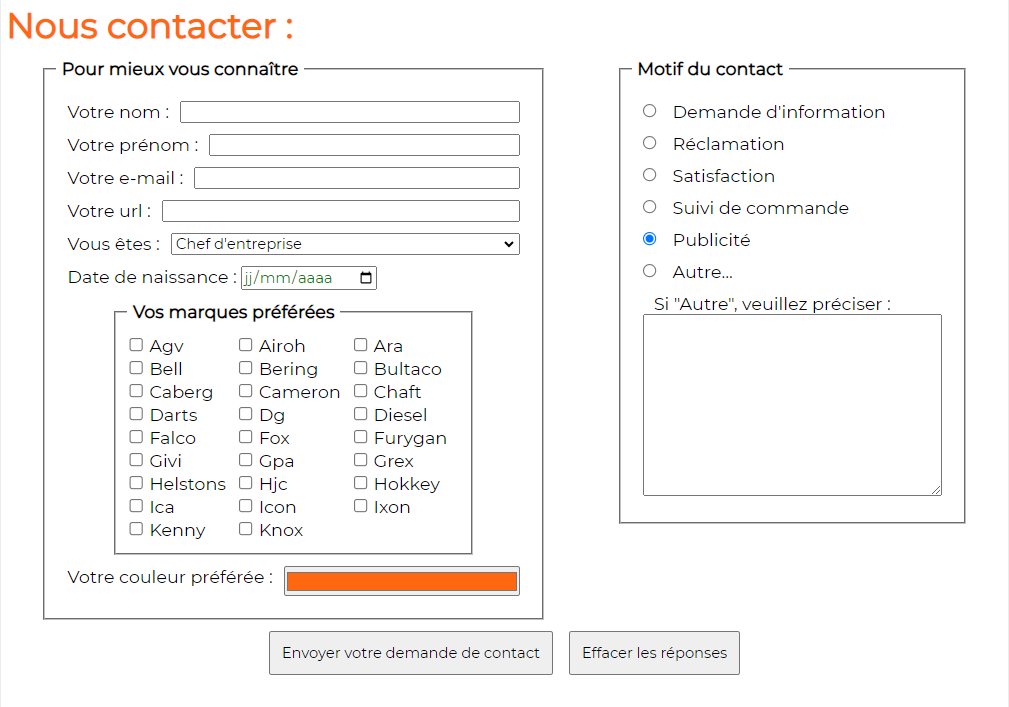 Nous contacter :
Pour mieux vous connaître
Votre nom :
Votre prénom :
Votre e-mail :
Votre url :
Vous êtes : Chef d'entreprise
Date de naissance : jj/mm/aaaa
Vos marques préférées
Agv Airoh Ara
Bell Bering Bultaco
Caberg Cameron Chaft
Darts Dg Diesel
Falco Fox Furygan
Givi Gpa Grex
Helstons Hjc Hokkey
Ica Icon Ixon
Kenny Knox
Votre couleur préférée :
Motif du contact
Demande d'information
Réclamation
Satisfaction
Suivi de commande
Publicité
Autre...
Si "Autre", veuillez préciser :
Envoyer votre demande de contact
Effacer les réponses